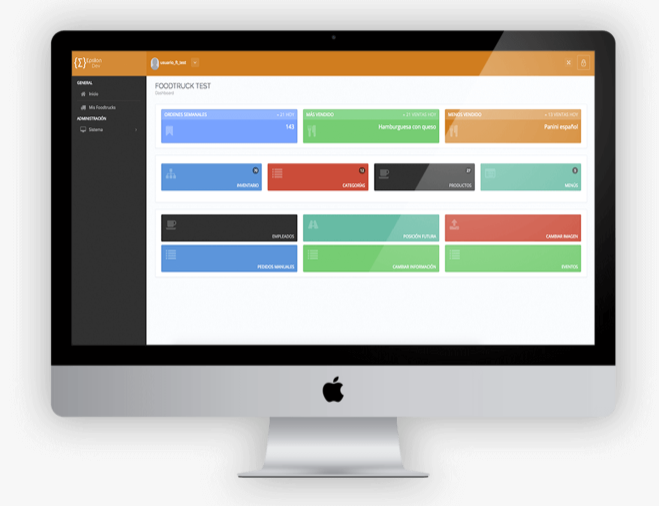 {Σ} Epsilon
usuario_ft_test
GENERAL
Inicio
Mis Foodtrucks
ADMINISTRACIÓN
Sistema
FOODTRUCK TEST
Dashboard
ÓRDENES SEMANALES
143
MÁS VENDIDO
Hamburguesa con queso
MENOS VENDIDO
Panini español
INVENTARIO
CATEGORÍAS
PRODUCTOS
MENÚS
EMPLEADOS
POSICIÓN FUTURA
CAMBIAR IMAGEN
PEDIDOS MANUALES
CAMBIAR INFORMACIÓN
EVENTOS